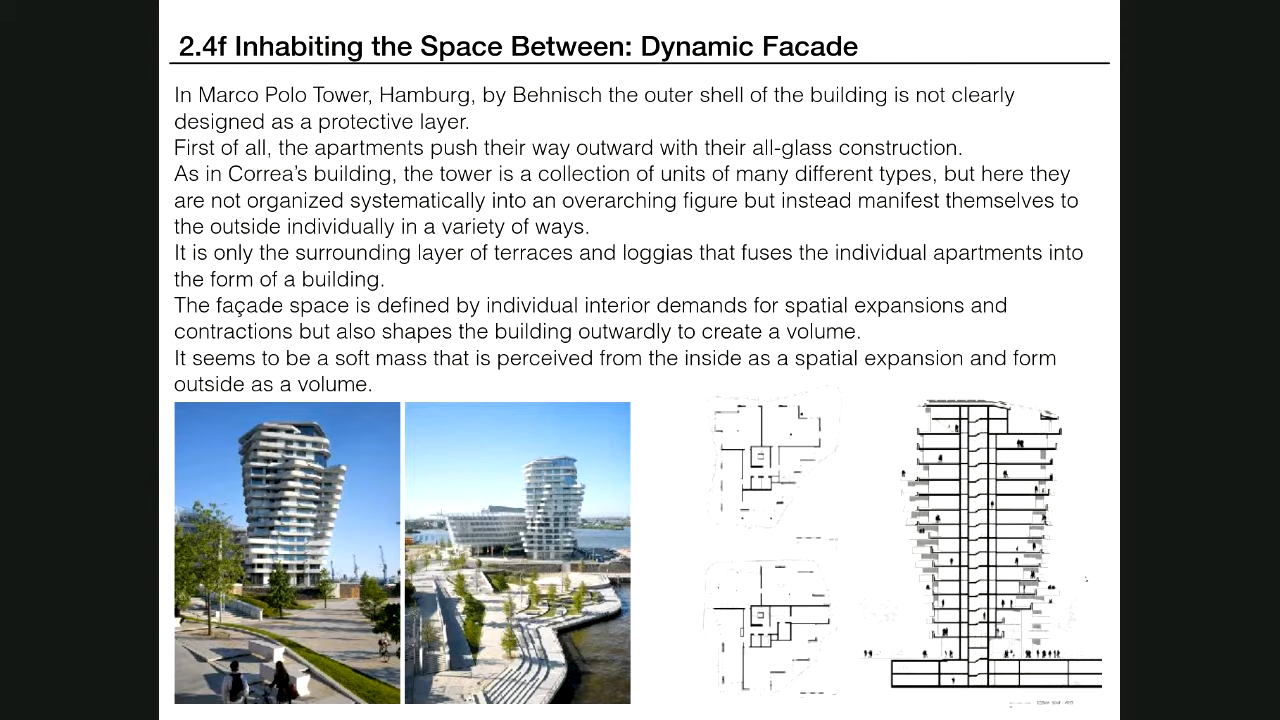 2.4f Inhabiting the Space Between: Dynamic Facade
In Marco Polo Tower, Hamburg, by Behnisch the outer shell of the building is not clearly
designed as a protective layer.
First of all, the apartments push their way outward with their all-glass construction.
As in Correa’s building, the tower is a collection of units of many different types, but here they
are not organized systematically into an overarching figure but instead manifest themselves to
the outside individually in a variety of ways.
It is only the surrounding layer of terraces and loggias that fuses the individual apartments into
the form of a building.
The façade space is defined by individual interior demands for spatial expansions and
contractions but also shapes the building outwardly to create a volume.
It seems to be a soft mass that is perceived from the inside as a spatial expansion and form
outside as a volume.